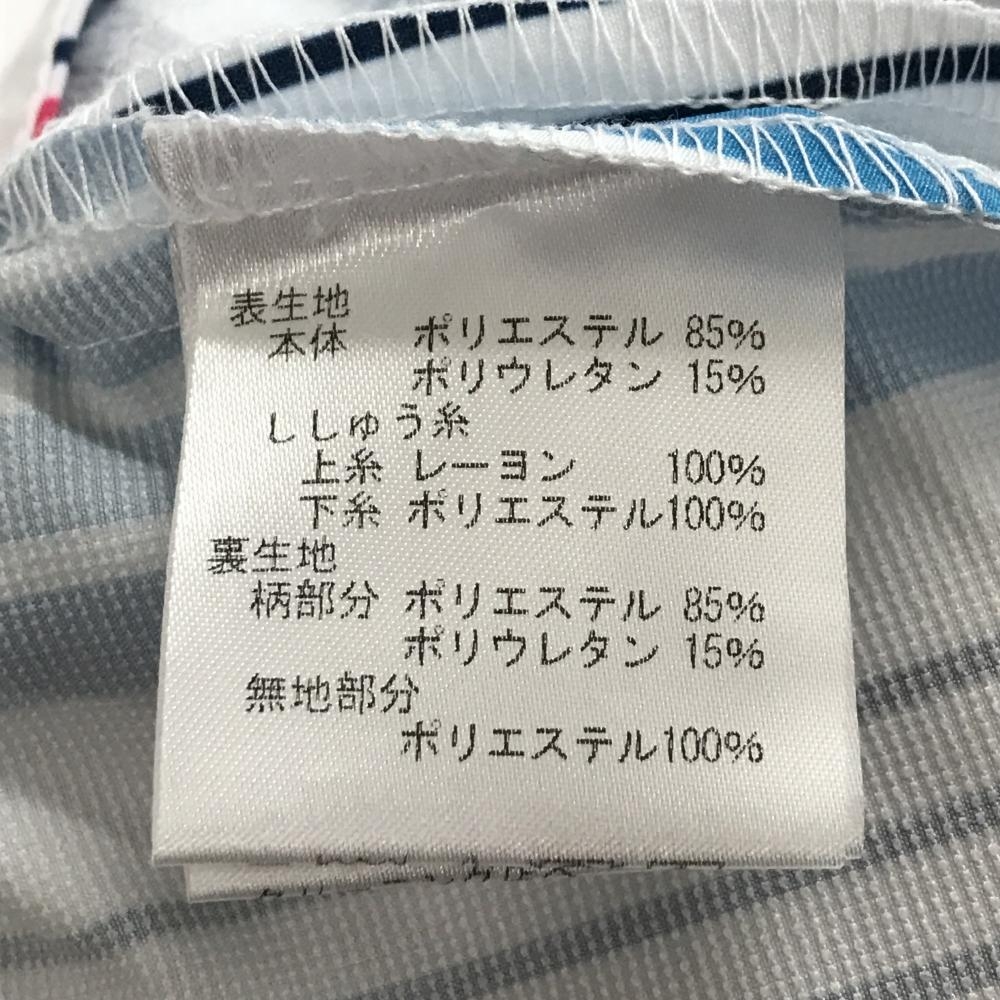 表生地
本体 ポリエステル 85%
ポリウレタン 15%
ししゅう糸
上糸 レーヨン 100%
下糸 ポリエステル100%
裏生地
柄部分 ポリエステル 85%
ポリウレタン 15%
無地部分
ポリエステル100%